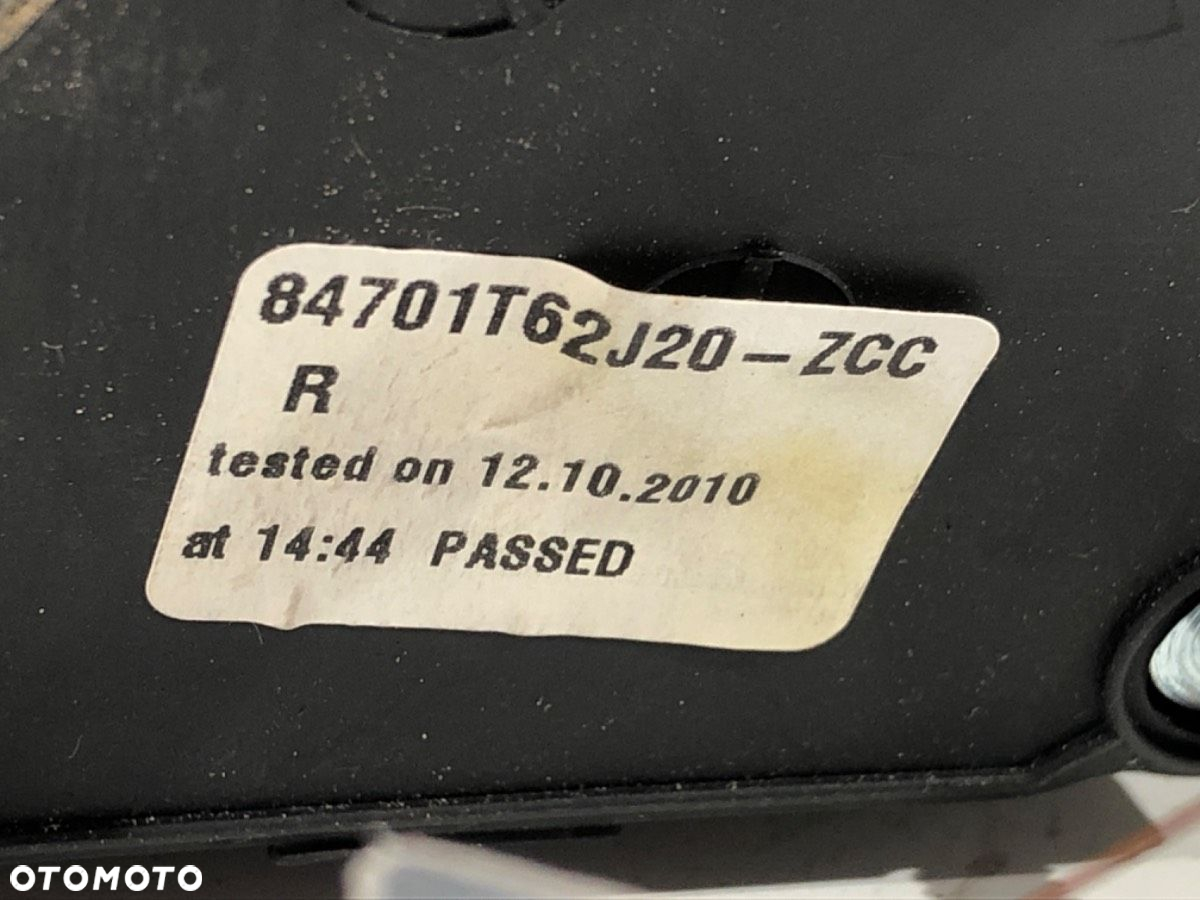 84701T62J20-ZCC
R
tested on 12.10.2010
at 14:44 PASSED
OTOMOTO